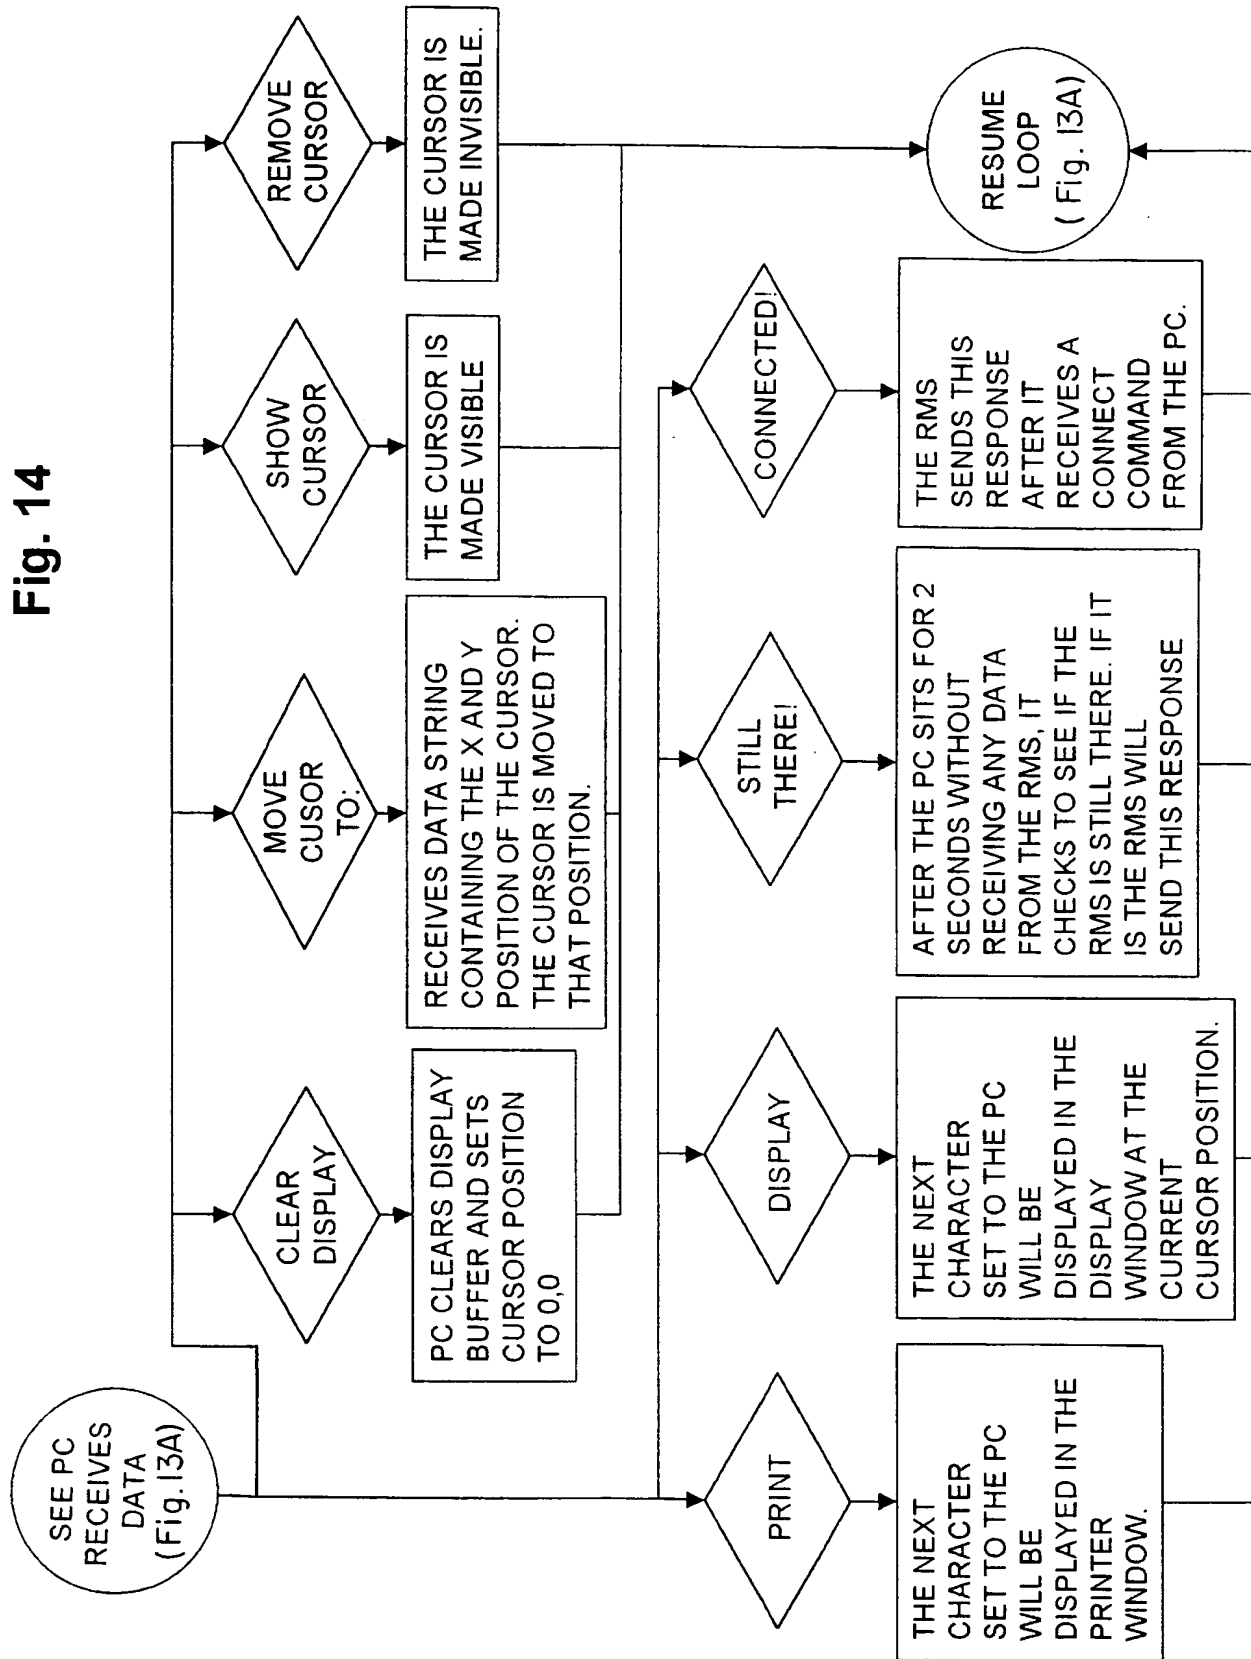 Fig. 14
SEE PC
RECEIVES
DATA
(Fig. 13A)
CLEAR
DISPLAY
MOVE
CUSOR
TO:
SHOW
CURSOR
REMOVE
CURSOR
PC CLEARS DISPLAY
BUFFER AND SETS
CURSOR POSITION
TO 0,0
RECEIVES DATA STRING
CONTAINING THE X AND Y
POSITION OF THE CURSOR.
THE CURSOR IS MOVED TO
THAT POSITION.
THE CURSOR IS
MADE VISIBLE
THE CURSOR IS
MADE INVISIBLE.
PRINT
DISPLAY
STILL
THERE!
CONNECTED!
RESUME
LOOP
(Fig. 13A)
THE NEXT
CHARACTER
SET TO THE PC
WILL BE
DISPLAYED IN THE
PRINTER
WINDOW.
THE NEXT
CHARACTER
SET TO THE PC
WILL BE
DISPLAYED IN THE
DISPLAY
WINDOW AT THE
CURRENT
CURSOR POSITION.
AFTER THE PC SITS FOR 2
SECONDS WITHOUT
RECEIVING ANY DATA
FROM THE RMS, IT
CHECKS TO SEE IF THE
RMS IS STILL THERE. IF IT
IS THE RMS WILL
SEND THIS RESPONSE
THE RMS
SENDS THIS
RESPONSE
AFTER IT
RECEIVES A
CONNECT
COMMAND
FROM THE PC.